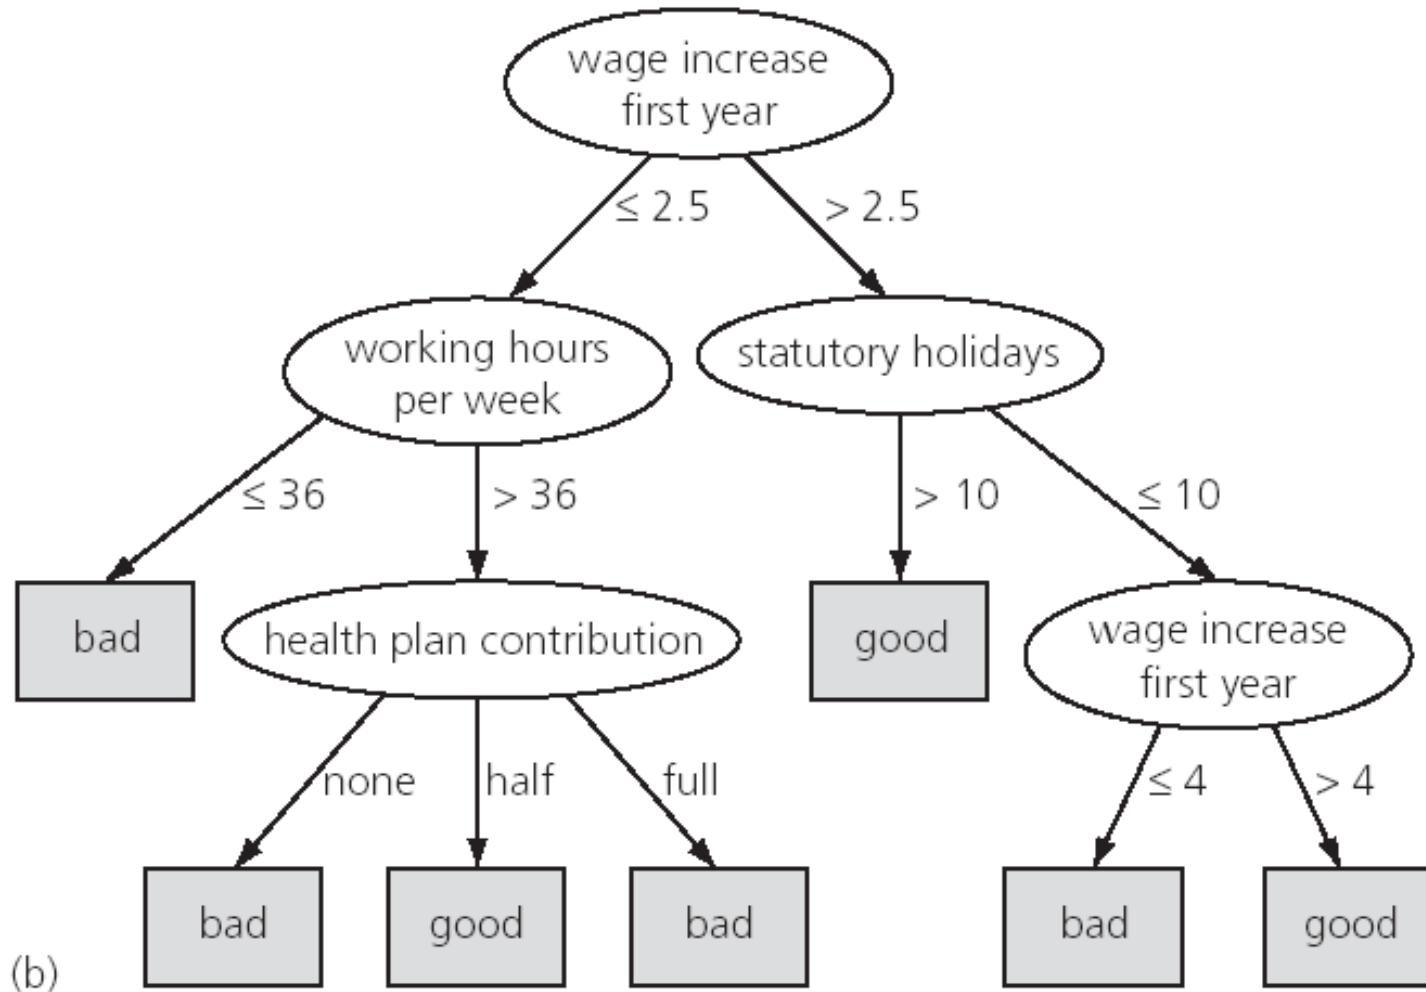 wage increase
first year
≤ 2.5
> 2.5
working hours
per week
statutory holidays
≤ 36
> 36
> 10
≤ 10
bad
health plan contribution
good
wage increase
first year
none
half
full
≤ 4
> 4
bad
good
bad
bad
good
(b)